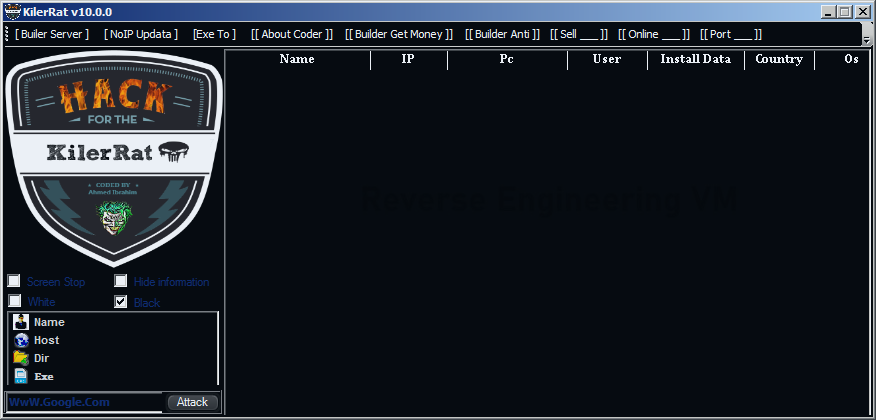 KilerRat v10.0.0
[ Builer Server ] [ NoIP Updata ] [Exe To ] [[ About Coder ]] [[ Builder Get Money ]] [[ Builder Anti ]] [[ Sell ___ ]] [[ Online ____ ]] [[ Port ___ ]]
Name IP Pc User Install Data Country Os
HACK
FOR THE
KilerRat
CODED BY
Ahmed Ibrahim
Reverse Engineering VM
Screen Stop Hide information
White Black
Name
Host
Dir
Exe
WwW.Google.Com Attack